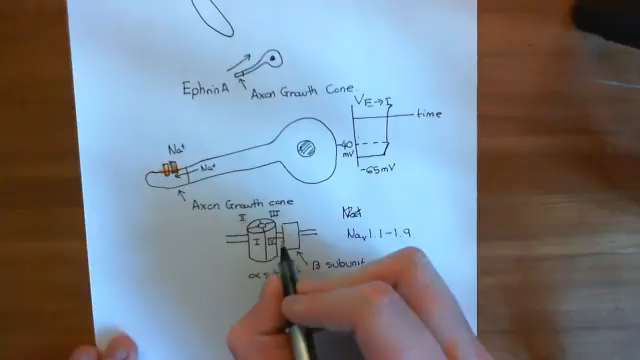 EphrinA
Axon Growth Cone.
V E→I
time
Na+
Na+
-40
mV
-65mV
Axon Growth cone
II III
I IV
Nav1.1-1.9
β subunit
α s